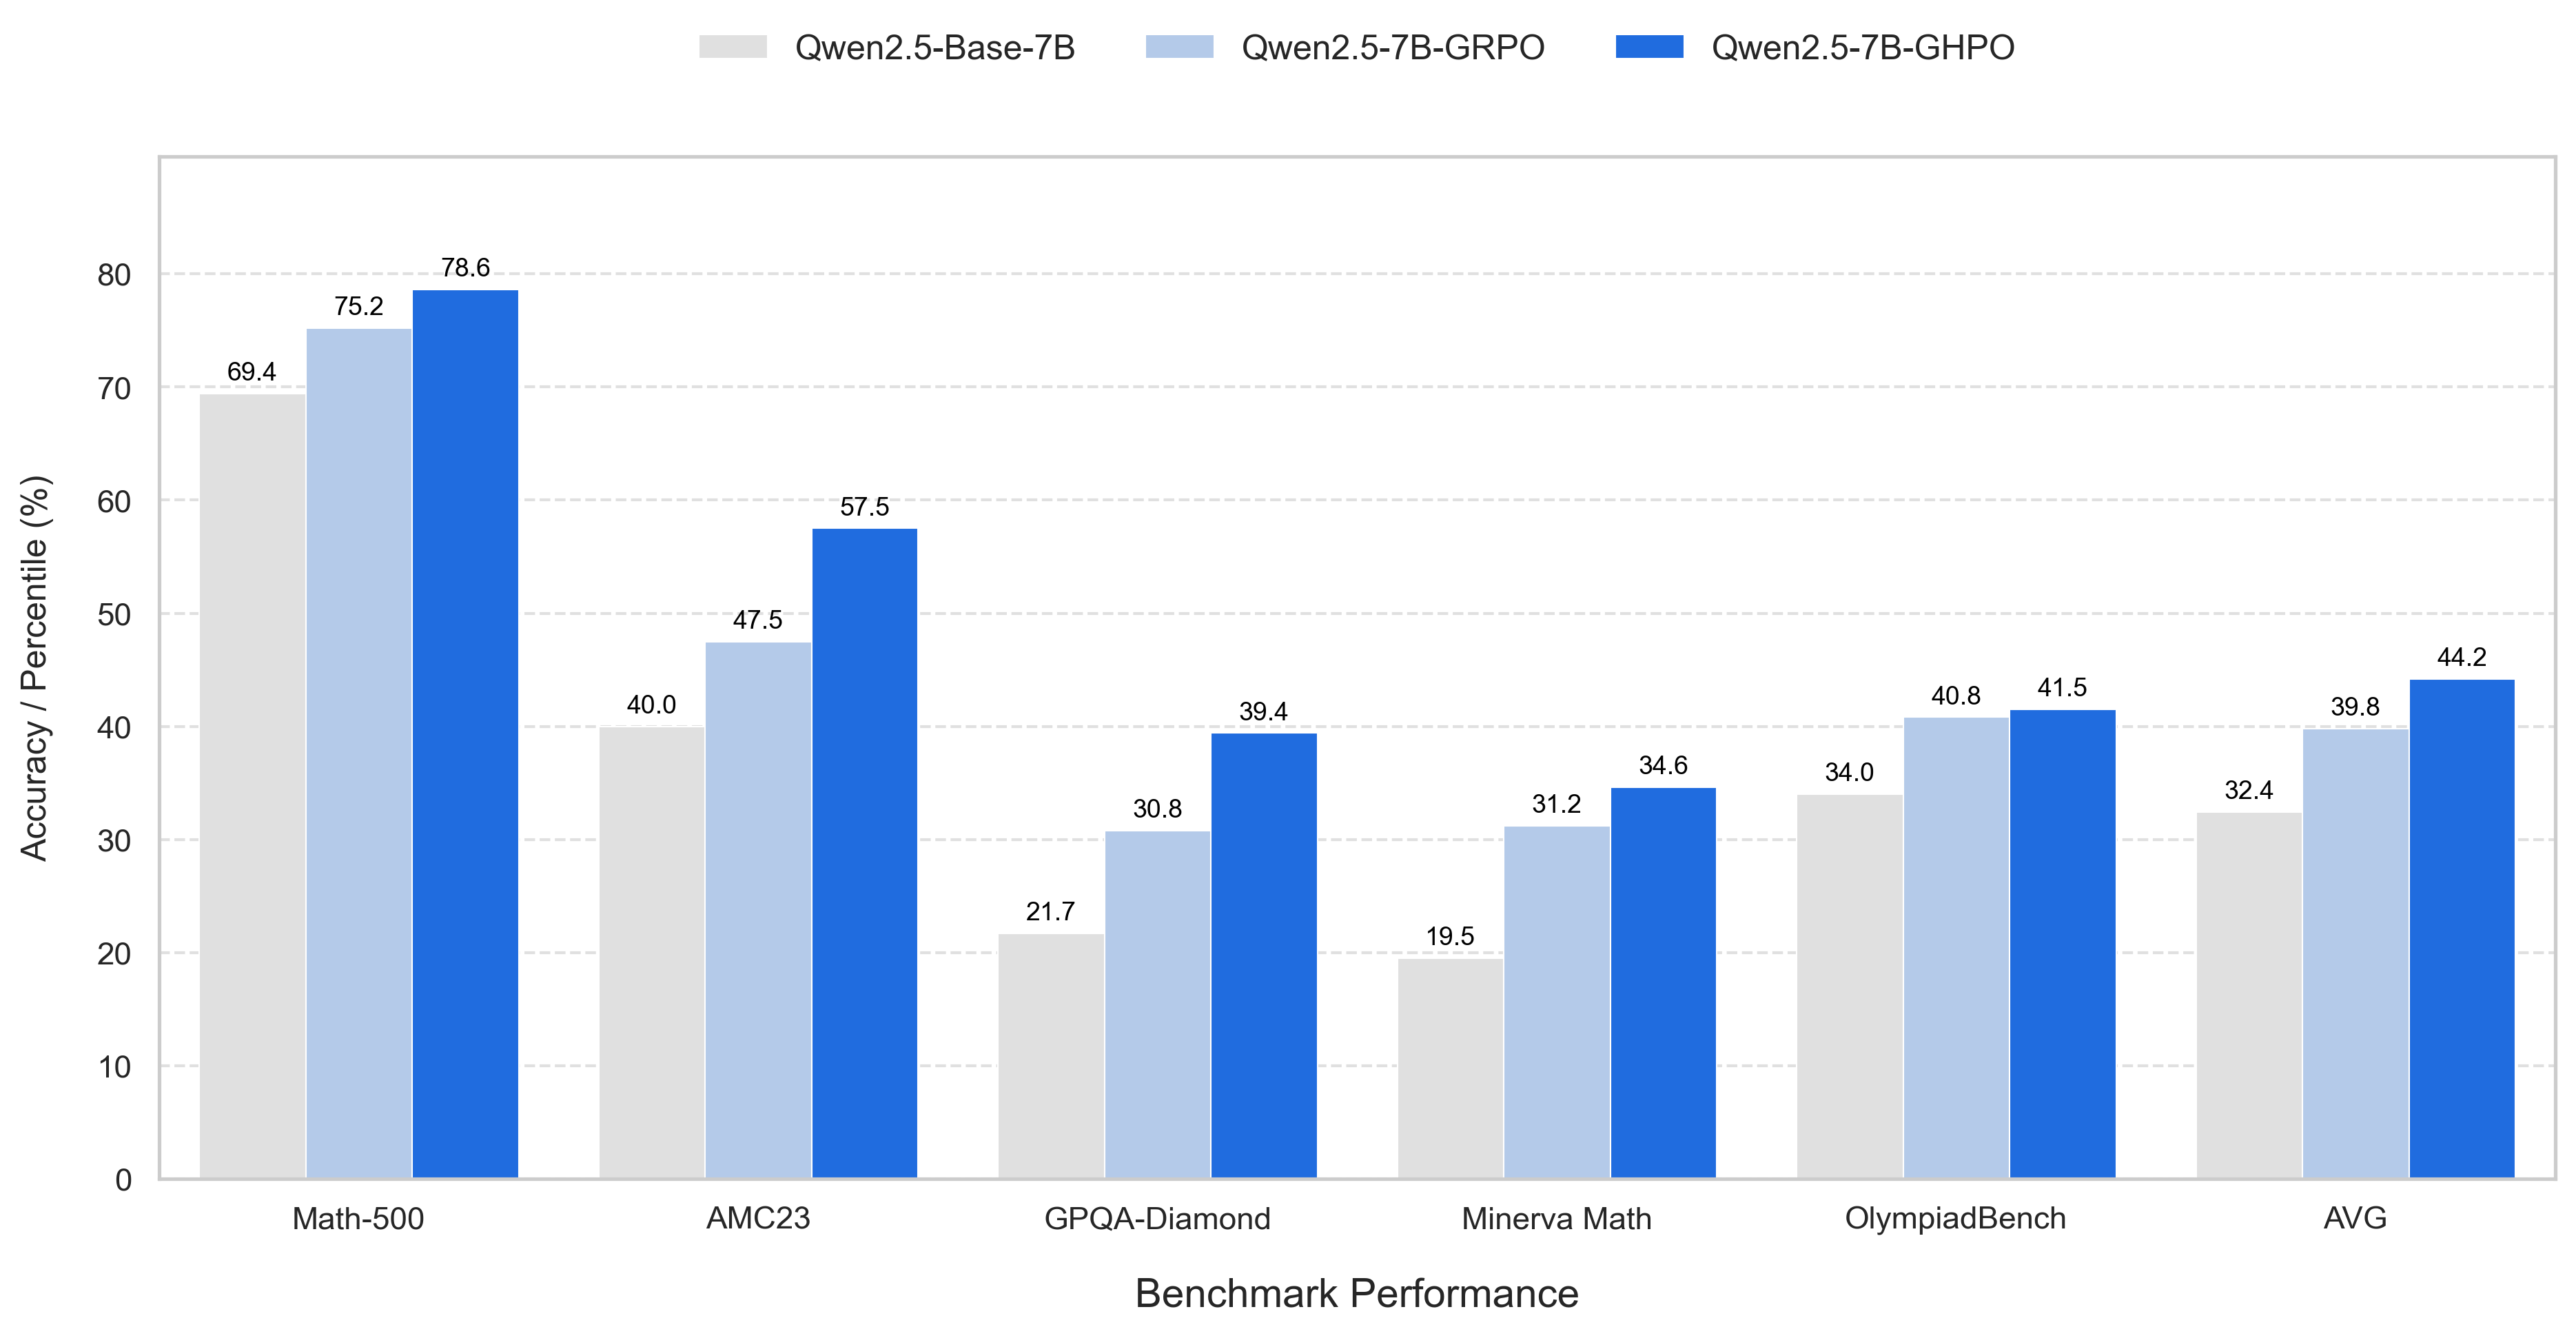 Qwen2.5-Base-7B Qwen2.5-7B-GRPO Qwen2.5-7B-GHPO
Accuracy / Percentile (%)
80
70
60
50
40
30
20
10
0
69.4 75.2 78.6
40.0 47.5 57.5
21.7 30.8 39.4
19.5 31.2 34.6
34.0 40.8 41.5
32.4 39.8 44.2
Math-500 AMC23 GPQA-Diamond Minerva Math OlympiadBench AVG
Benchmark Performance